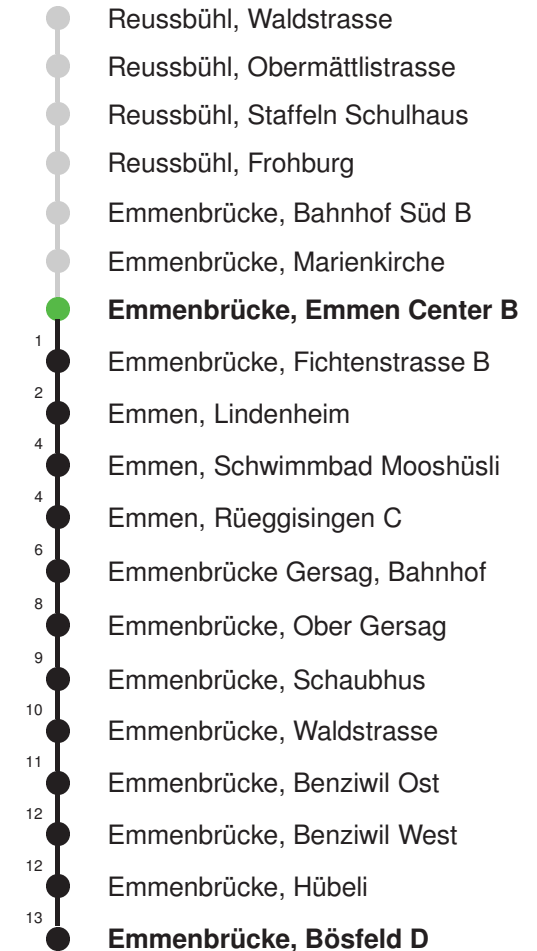 Reussbühl, Waldstrasse
Reussbühl, Obermättlistrasse
Reussbühl, Staffeln Schulhaus
Reussbühl, Frohburg
Emmenbrücke, Bahnhof Süd B
Emmenbrücke, Marienkirche
Emmenbrücke, Emmen Center B
1 Emmenbrücke, Fichtenstrasse B
2 Emmen, Lindenheim
4 Emmen, Schwimmbad Mooshüsli
4 Emmen, Rüeggisingen C
6 Emmenbrücke Gersag, Bahnhof
8 Emmenbrücke, Ober Gersag
9 Emmenbrücke, Schaubhus
10 Emmenbrücke, Waldstrasse
11 Emmenbrücke, Benziwil Ost
12 Emmenbrücke, Benziwil West
12 Emmenbrücke, Hübeli
13 Emmenbrücke, Bösfeld D